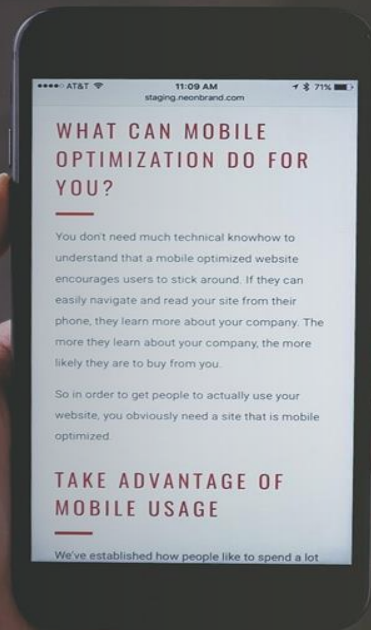 AT&T 11:09 AM 71%
staging.neonbrand.com
WHAT CAN MOBILE
OPTIMIZATION DO FOR
YOU?
You don't need much technical knowhow to
understand that a mobile optimized website
encourages users to stick around. If they can
easily navigate and read your site from their
phone, they learn more about your company. The
more they learn about your company, the more
likely they are to buy from you.
So in order to get people to actually use your
website, you obviously need a site that is mobile
optimized.
TAKE ADVANTAGE OF
MOBILE USAGE
We've established how people like to spend a lot